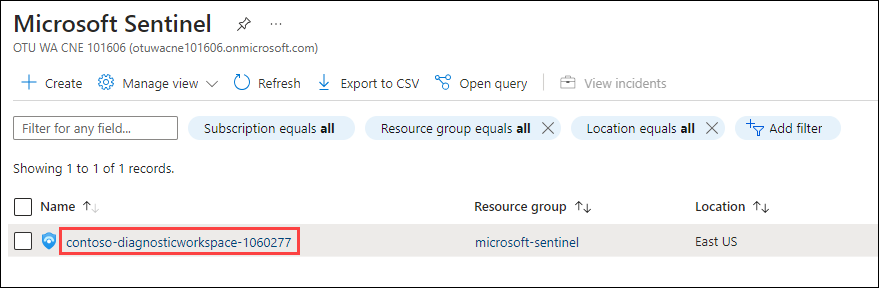 Microsoft Sentinel ...
OTU WA CNE 101606 (otuwacne101606.onmicrosoft.com)
Create Manage view Refresh Export to CSV Open query View incidents
Filter for any field... Subscription equals all Resource group equals all Location equals all Add filter
Showing 1 to 1 of 1 records.
Name Resource group Location
contoso-diagnosticworkspace-1060277 microsoft-sentinel East US